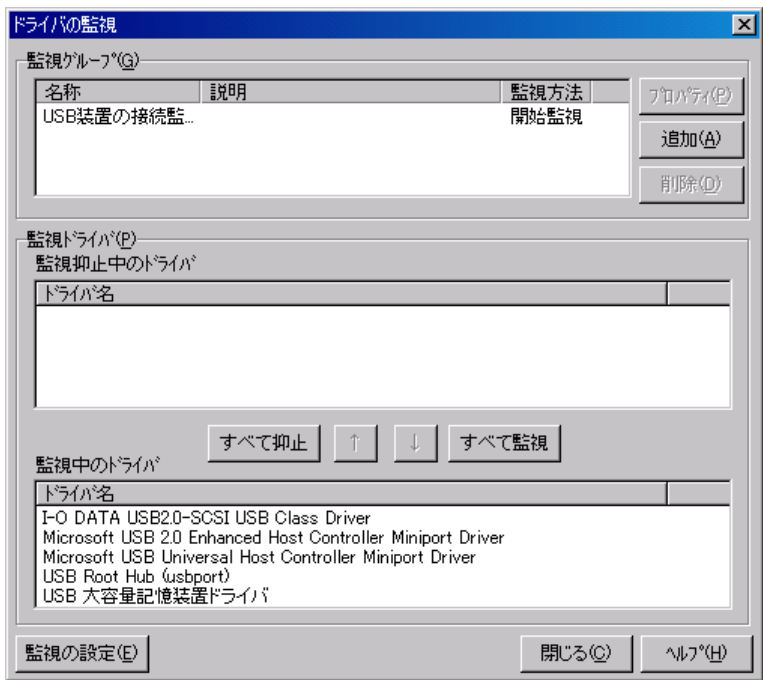 ドライバの監視
監視ｸﾞﾙｰﾌﾟ(G)
名称 説明 監視方法
USB装置の接続監... 開始監視
ﾌﾟﾛﾊﾟﾃｨ(P)
追加(A)
削除(D)
監視ﾄﾞﾗｲﾊﾞ(P)
監視抑止中のﾄﾞﾗｲﾊﾞ
ﾄﾞﾗｲﾊﾞ名
すべて抑止 ↑ ↓ すべて監視
監視中のﾄﾞﾗｲﾊﾞ
ﾄﾞﾗｲﾊﾞ名
I-O DATA USB2.0-SCSI USB Class Driver
Microsoft USB 2.0 Enhanced Host Controller Miniport Driver
Microsoft USB Universal Host Controller Miniport Driver
USB Root Hub (usbport)
USB 大容量記憶装置ドライバ
監視の設定(E) 閉じる(C) ﾍﾙﾌﾟ(H)